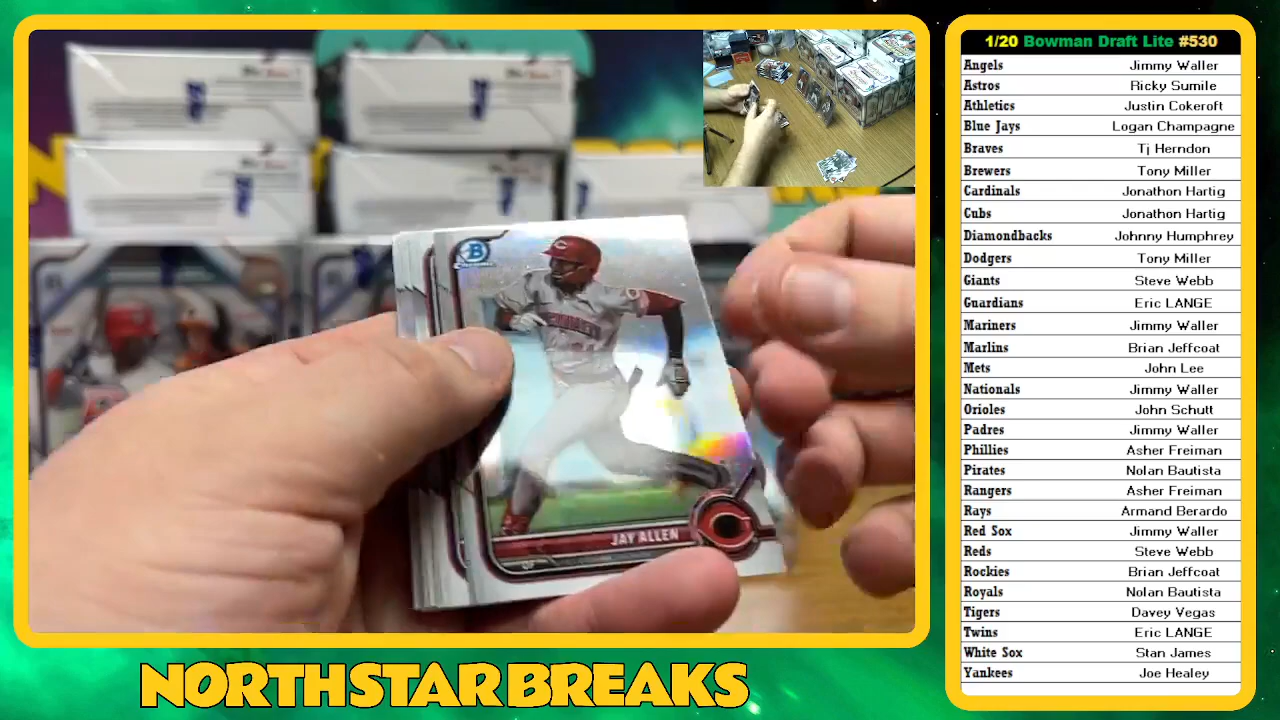 B
Chrome
C
JAY ALLEN
OF
NORTHSTAR BREAKS
1/20 Bowman Draft Lite #530
Angels Jimmy Waller
Astros Ricky Sumile
Athletics Justin Cokeroft
Blue Jays Logan Champagne
Braves Tj Herndon
Brewers Tony Miller
Cardinals Jonathon Hartig
Cubs Jonathon Hartig
Diamondbacks Johnny Humphrey
Dodgers Tony Miller
Giants Steve Webb
Guardians Eric LANGE
Mariners Jimmy Waller
Marlins Brian Jeffcoat
Mets John Lee
Nationals Jimmy Waller
Orioles John Schutt
Padres Jimmy Waller
Phillies Asher Freiman
Pirates Nolan Bautista
Rangers Asher Freiman
Rays Armand Berardo
Red Sox Jimmy Waller
Reds Steve Webb
Rockies Brian Jeffcoat
Royals Nolan Bautista
Tigers Davey Vegas
Twins Eric LANGE
White Sox Stan James
Yankees Joe Healey